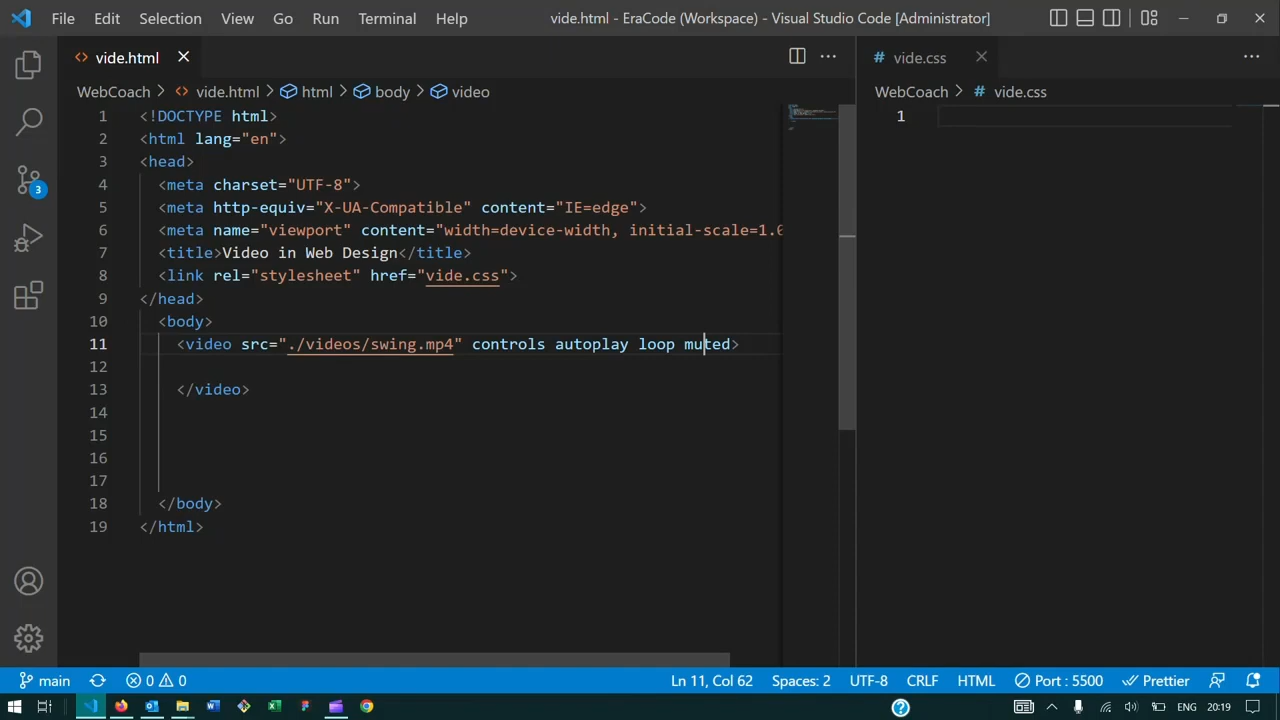 File Edit Selection View Go Run Terminal Help vide.html - EraCode (Workspace) - Visual Studio Code [Administrator]
vide.html
WebCoach > vide.html > html > body > video
1 <!DOCTYPE html>
2 <html lang="en">
3 <head>
4 <meta charset="UTF-8">
5 <meta http-equiv="X-UA-Compatible" content="IE=edge">
6 <meta name="viewport" content="width=device-width, initial-scale=1.0
7 <title>Video in Web Design</title>
8 <link rel="stylesheet" href="vide.css">
9 </head>
10 <body>
11 <video src="./videos/swing.mp4" controls autoplay loop muted>
12
13 </video>
14
15
16
17
18 </body>
19 </html>
# vide.css
WebCoach > # vide.css
1
3
main 0 0 Ln 11, Col 62 Spaces: 2 UTF-8 CRLF HTML Port : 5500 Prettier
ENG 20:19